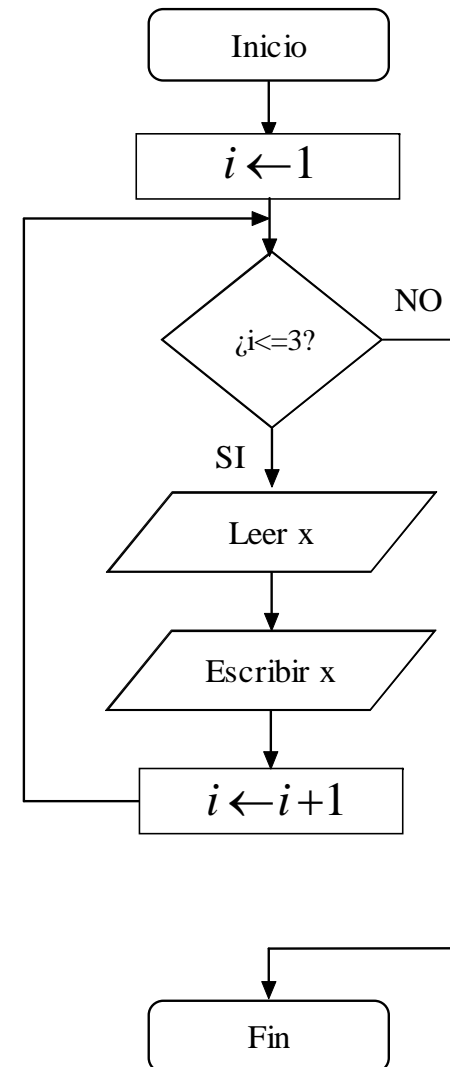 Inicio
i ← 1
¿i<=3?
NO
SI
Leer x
Escribir x
i ← i + 1
Fin